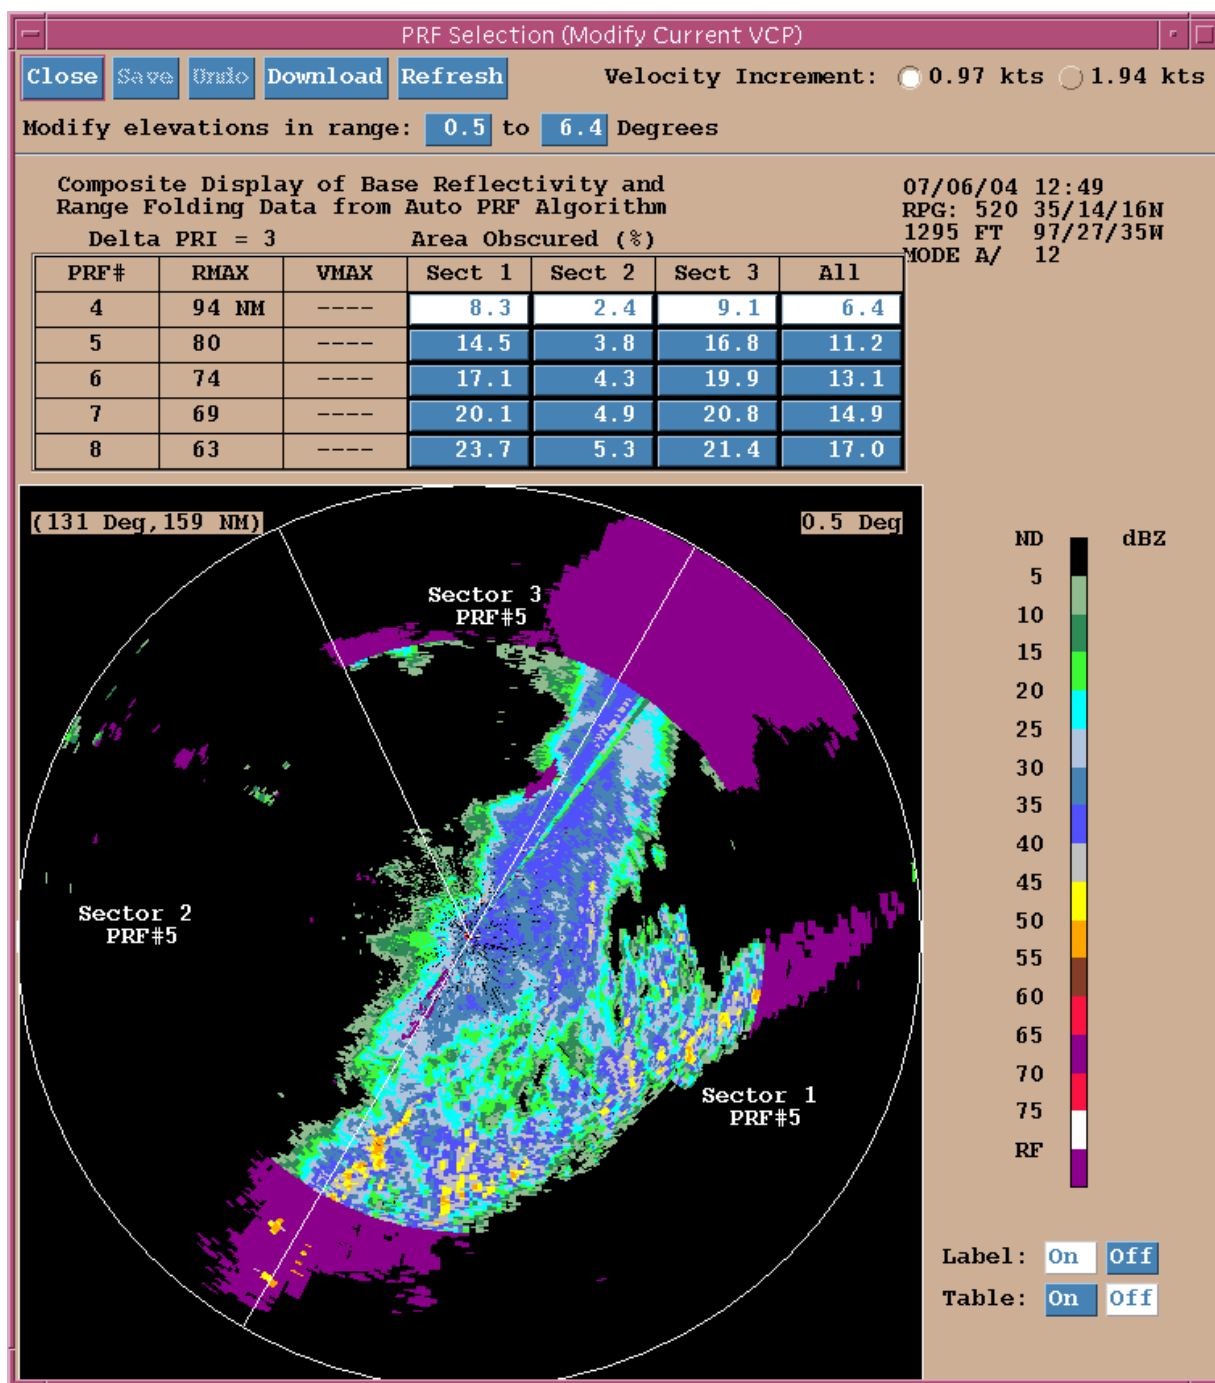 PRF Selection (Modify Current VCP)
Close Save Undo Download Refresh Velocity Increment: 0.97 kts 1.94 kts
Modify elevations in range: 0.5 to 6.4 Degrees
Composite Display of Base Reflectivity and
Range Folding Data from Auto PRF Algorithm
Delta PRI = 3 Area Obscured (%)
07/06/04 12:49
RPG: 520 35/14/16N
1295 FT 97/27/35W
MODE A/ 12
PRF# RMAX VMAX Sect 1 Sect 2 Sect 3 All
4 94 NM ---- 8.3 2.4 9.1 6.4
5 80 ---- 14.5 3.8 16.8 11.2
6 74 ---- 17.1 4.3 19.9 13.1
7 69 ---- 20.1 4.9 20.8 14.9
8 63 ---- 23.7 5.3 21.4 17.0
(131 Deg,159 NM) 0.5 Deg
Sector 3
PRF#5
Sector 2
PRF#5
Sector 1
PRF#5
ND dBZ
5
10
15
20
25
30
35
40
45
50
55
60
65
70
75
RF
Label: On Off
Table: On Off